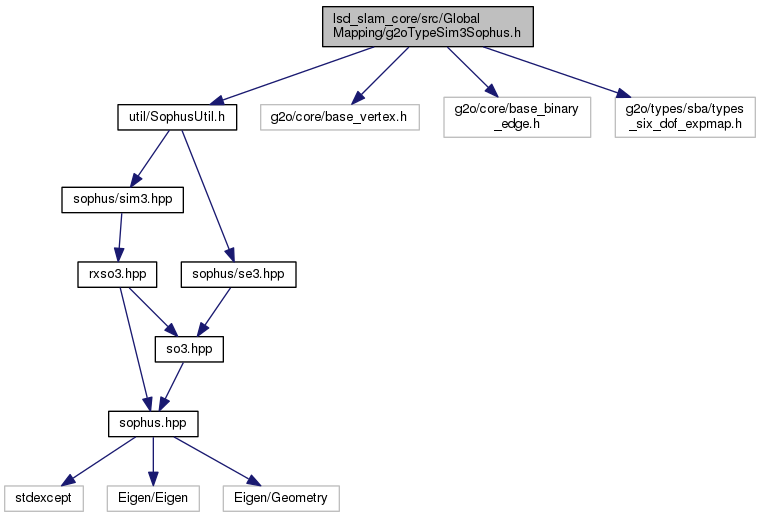 lsd_slam_core/src/Global
Mapping/g2oTypeSim3Sophus.h
util/SophusUtil.h
g2o/core/base_vertex.h
g2o/core/base_binary
_edge.h
g2o/types/sba/types
_six_dof_expmap.h
sophus/sim3.hpp
rxso3.hpp
sophus/se3.hpp
so3.hpp
sophus.hpp
stdexcept
Eigen/Eigen
Eigen/Geometry